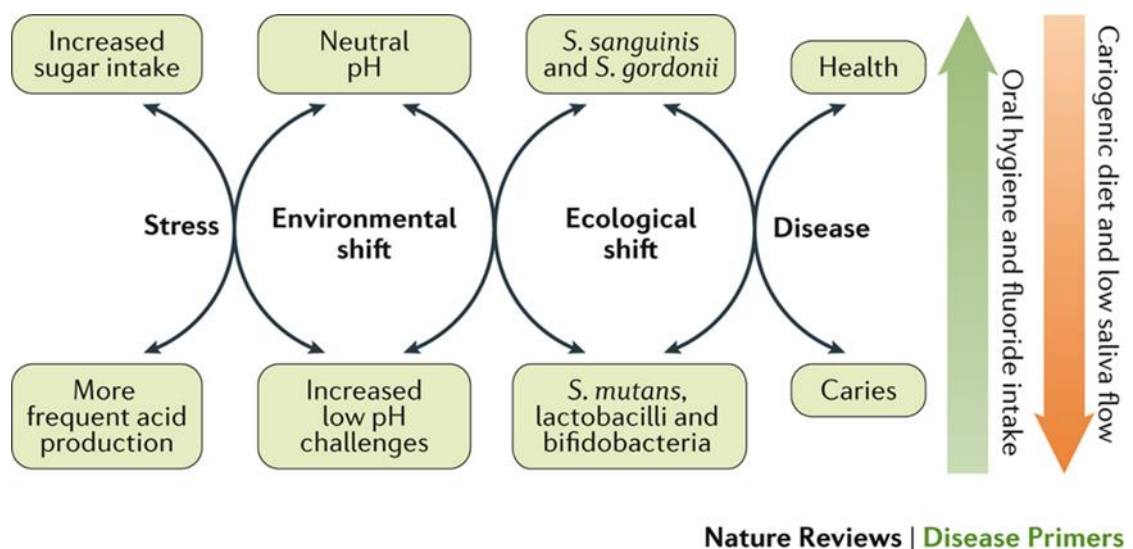 Increased
sugar intake
Neutral
pH
S. sanguinis
and S. gordonii
Health
Stress
Environmental
shift
Ecological
shift
Disease
More
frequent acid
production
Increased
low pH
challenges
S. mutans,
lactobacilli and
bifidobacteria
Caries
Oral hygiene and fluoride intake
Cariogenic diet and low saliva flow
Nature Reviews | Disease Primers